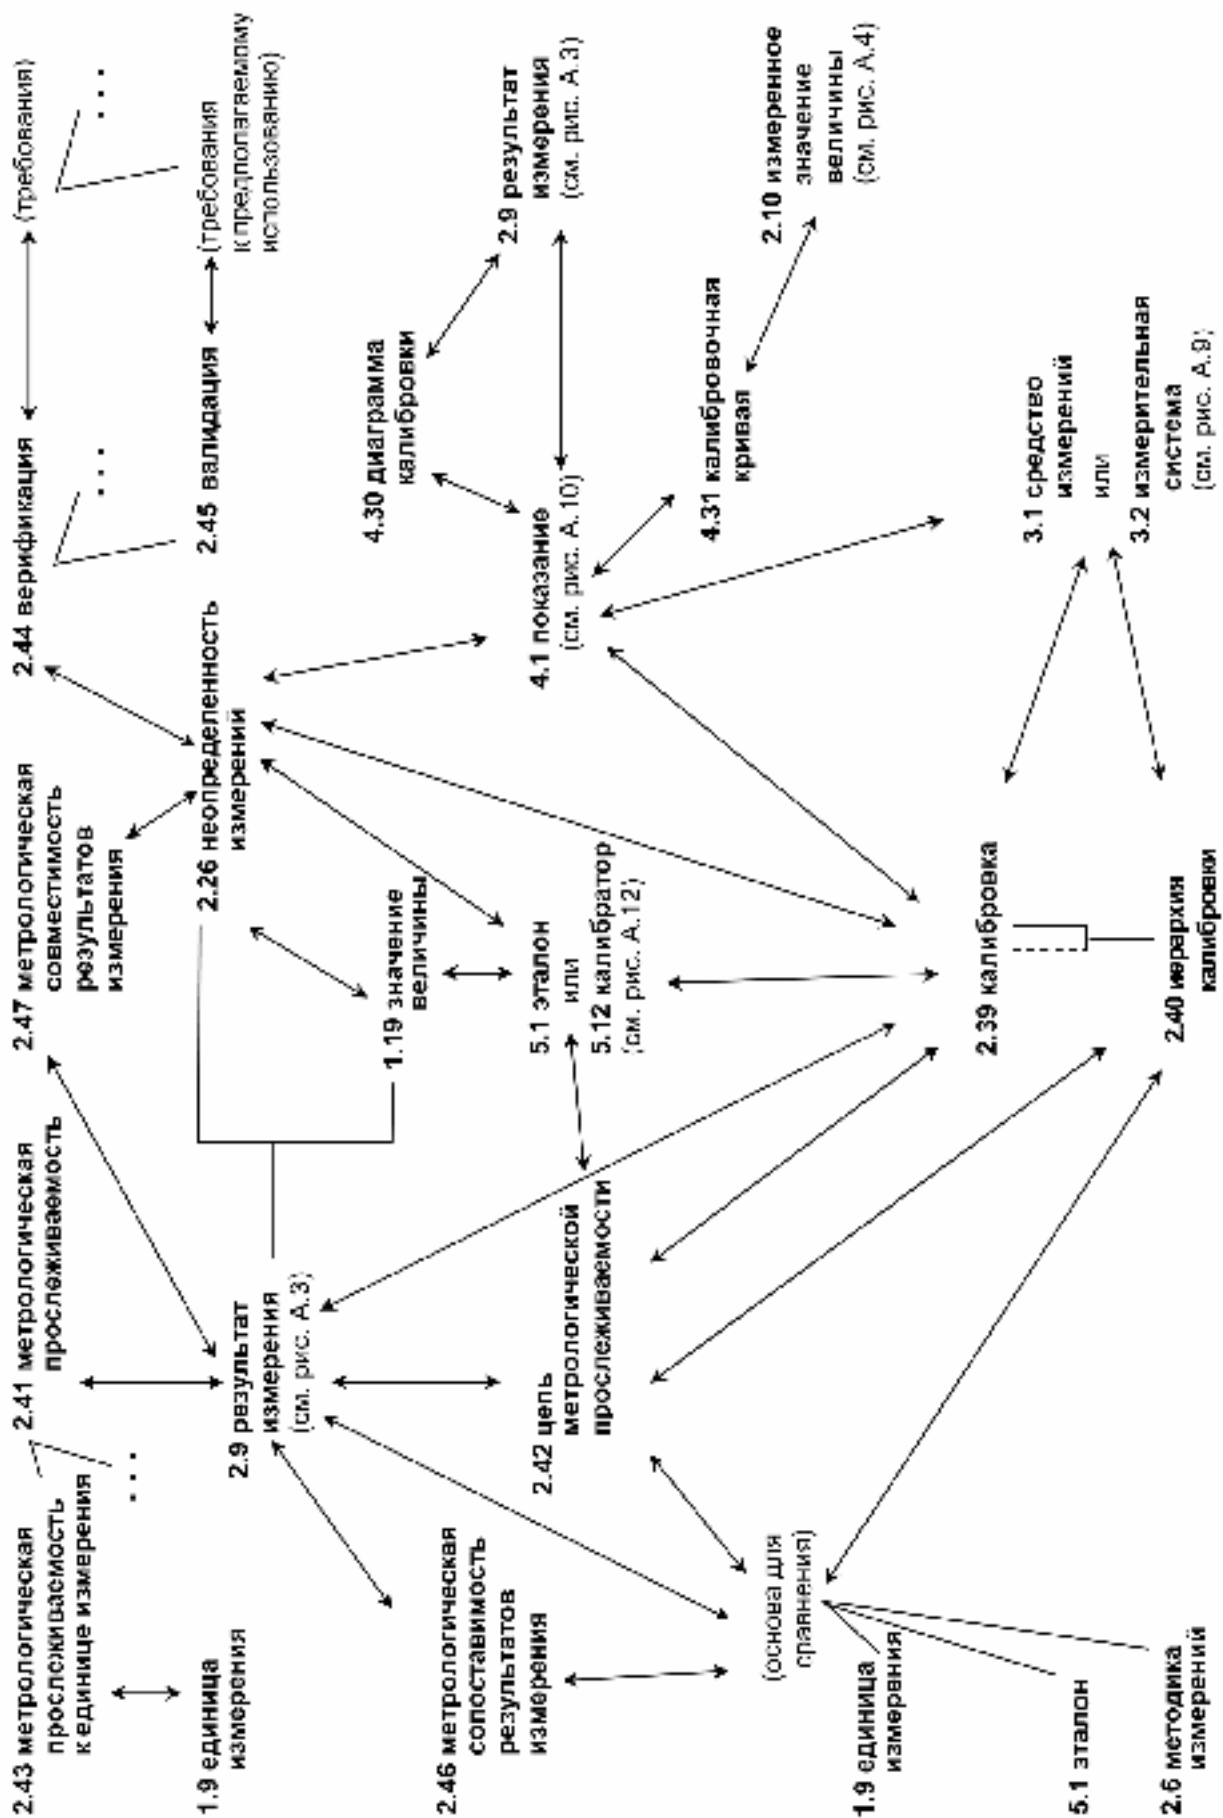 2.43 метрологическая
прослеживаемость
к единице измерения
2.41 метрологическая
прослеживаемость
2.47 метрологическая
совместимость
результатов
измерения
2.44 верификация
(требования)
...
...
...
1.9 единица
измерения
2.9 результат
измерения
(см. рис. А.3)
2.26 неопределенность
измерений
2.45 валидация
(требования
к предполагаемому
использованию)
1.19 значение
величины
4.30 диаграмма
калибровки
2.9 результат
измерения
(см. рис. А.3)
2.46 метрологическая
сопоставимость
результатов
измерения
2.42 цепь
метрологической
прослеживаемости
5.1 эталон
или
5.12 калибратор
(см. рис. А.12)
4.1 показание
(см. рис. А.10)
4.31 калибровочная
кривая
2.10 измеренное
значение
величины
(см. рис. А.4)
(основа для
сравнения)
1.9 единица
измерения
5.1 эталон
2.6 методика
измерений
2.39 калибровка
2.40 иерархия
калибровки
3.1 средство
измерений
или
3.2 измерительная
система
(см. рис. А.9)